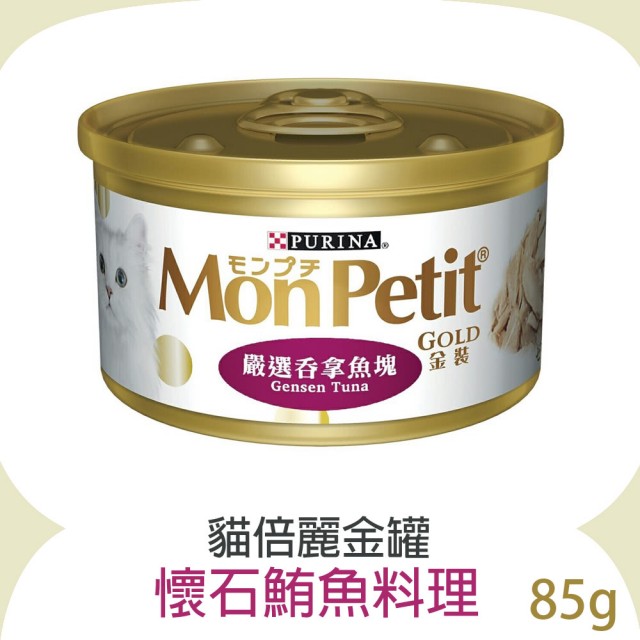 PURINA®
モンプチ
MonPetit®
GOLD
金裝
嚴選吞拿魚塊
Gensen Tuna
貓倍麗金罐
懷石鮪魚料理
85g